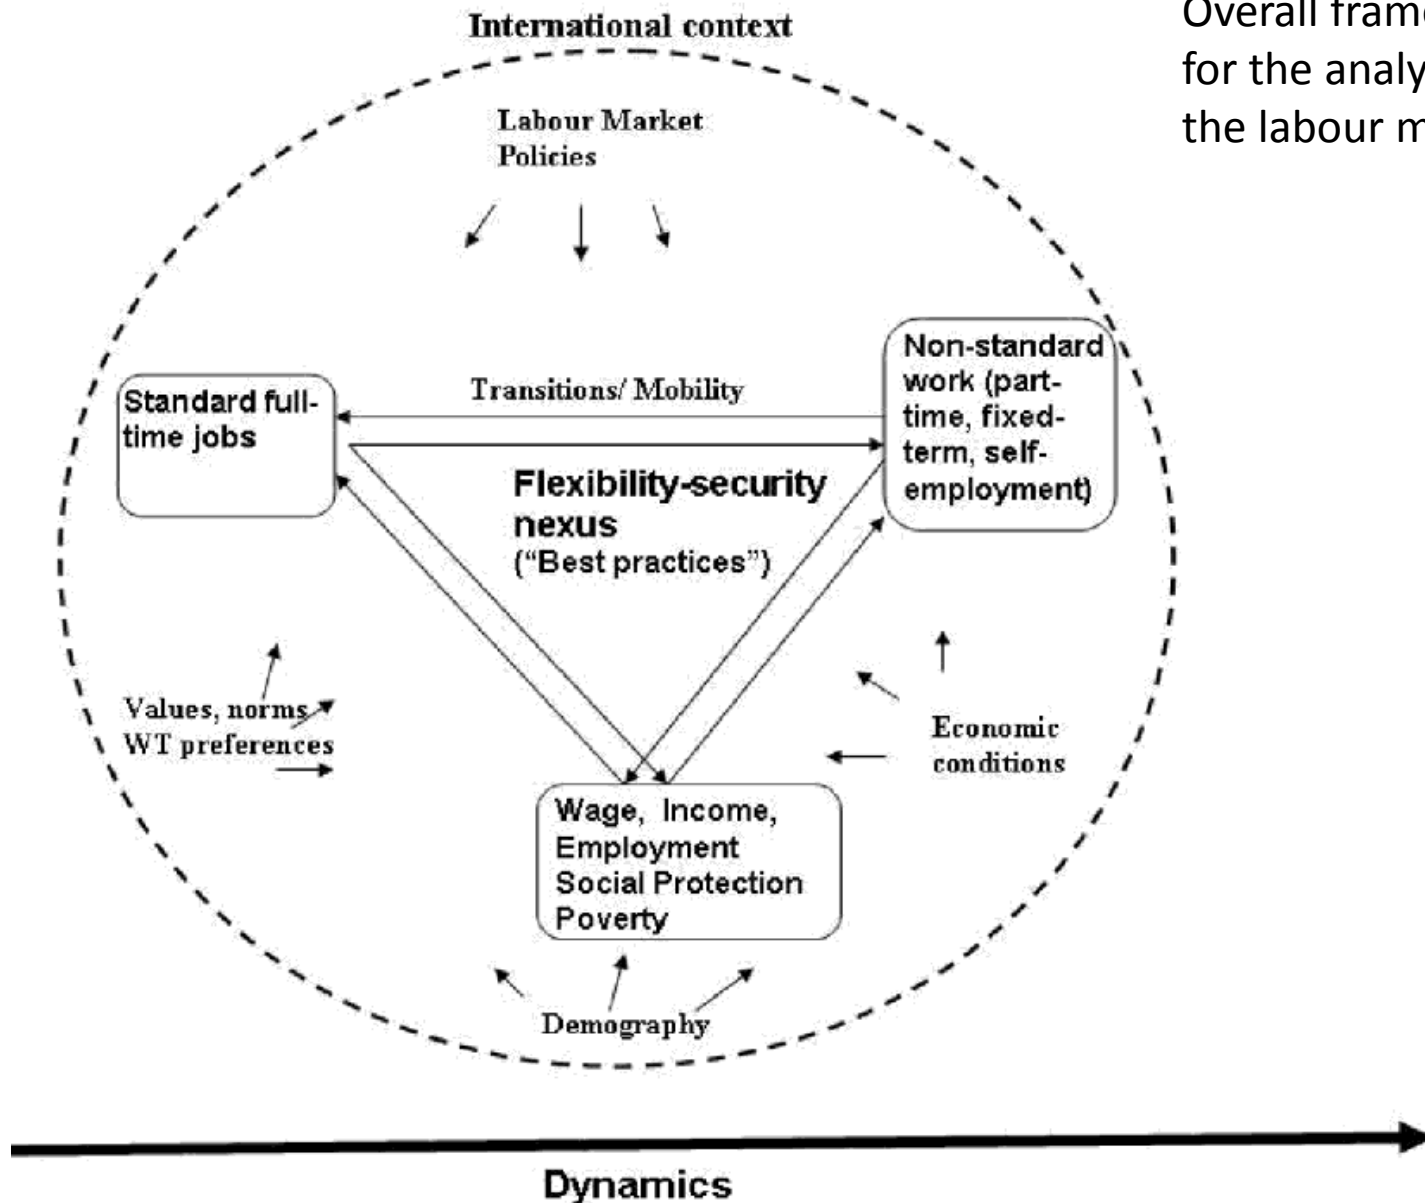 International context
Overall
for the
the labour
Labour Market
Policies
Non-standard
work (part-
time, fixed-
term, self-
employment)
Transitions/ Mobility
Standard full-
time jobs
Flexibility-security
nexus
(“Best practices”)
Values, norms
WT preferences
Economic
conditions
Wage, Income,
Employment
Social Protection
Poverty
Demography
Dynamics